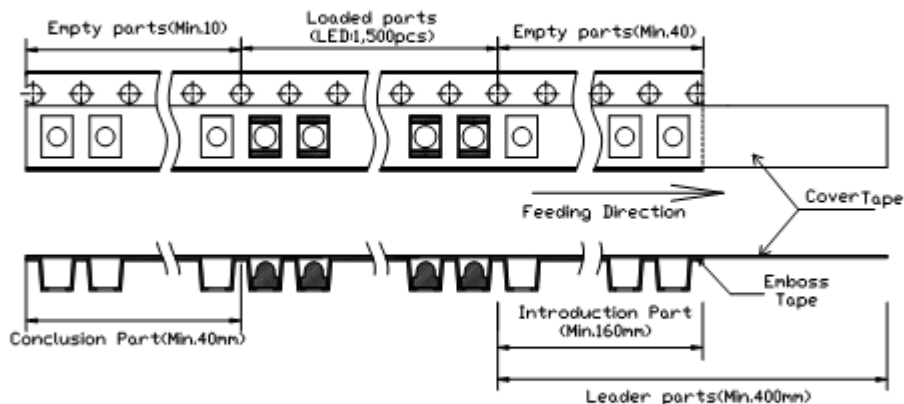 Empty parts(Min.10)
Loaded parts
(LED:1,500pcs)
Empty parts(Min.40)
Feeding Direction
Cover Tape
Emboss
Tape
Conclusion Part(Min.40mm)
Introduction Part
(Min.160mm)
Leader parts(Min.400mm)